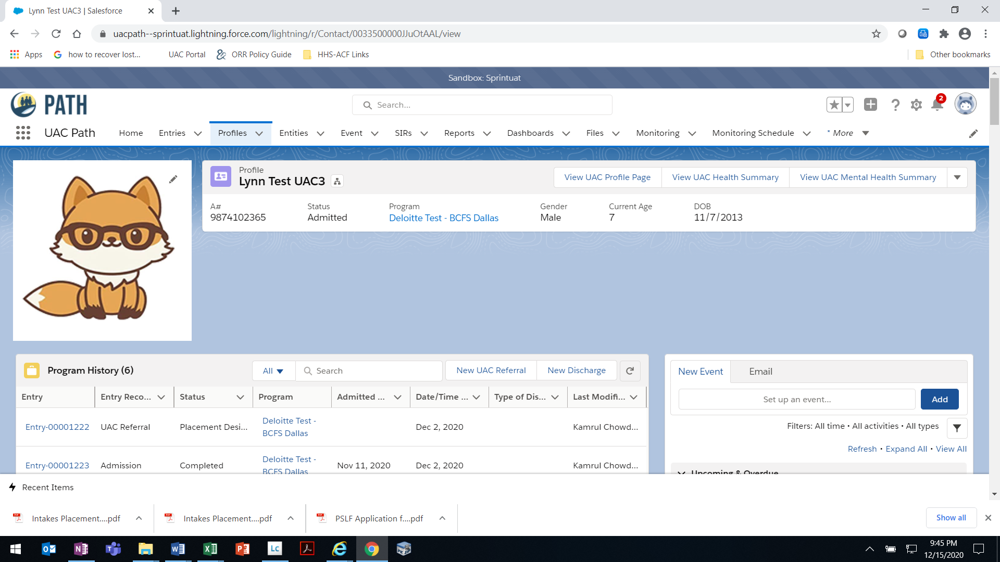 Lynn Test UAC3 | Salesforce
uacpath--sprintuat.lightning.force.com/lightning/r/Contact/0033500000JJuOtAAL/view
Apps how to recover lost... UAC Portal ORR Policy Guide HHS-ACF Links Other bookmarks
Sandbox: Sprintuat
PATH Search... 2
UAC Path Home Entries Profiles Entities Event SIRs Reports Dashboards Files Monitoring Monitoring Schedule * More
Profile
Lynn Test UAC3 View UAC Profile Page View UAC Health Summary View UAC Mental Health Summary
A# Status Program Gender Current Age DOB
9874102365 Admitted Deloitte Test - BCFS Dallas Male 7 11/7/2013
Program History (6) All Search New UAC Referral New Discharge
Entry Entry Reco... Status Program Admitted ... Date/Time ... Type of Dis... Last Modifi...
Entry-00001222 UAC Referral Placement Desi... Deloitte Test - BCFS Dallas Dec 2, 2020 Kamrul Chowd...
Entry-00001223 Admission Completed Deloitte Test - BCFS Dallas Nov 11, 2020 Dec 2, 2020 Kamrul Chowd...
New Event Email
Set up an event... Add
Filters: All time • All activities • All types
Refresh • Expand All • View All
Upcoming & Overdue
Recent Items
Intakes Placement....pdf Intakes Placement....pdf PSLF Application f....pdf Show all
9:45 PM
12/15/2020